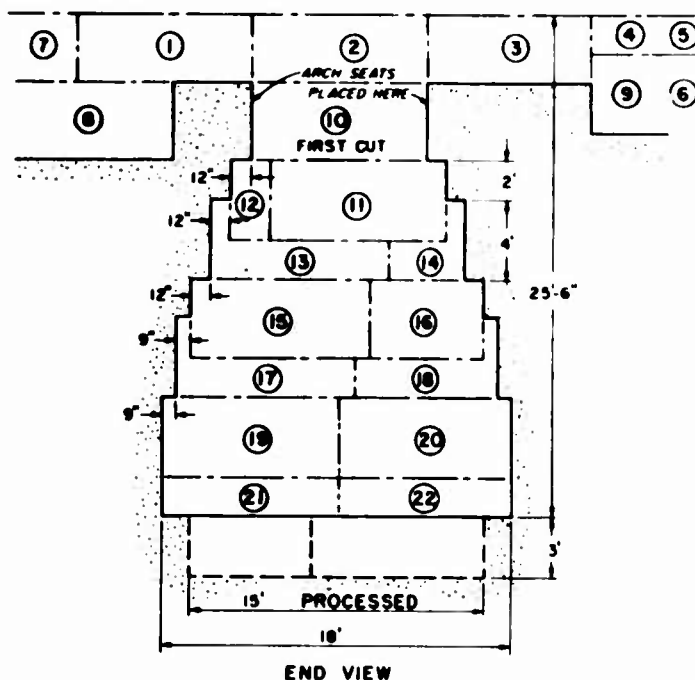 7 1 2 3 4 5
ARCH SEATS
PLACED HERE
8 10 9 6
FIRST CUT
2'
12" 12 11
12" 4'
13 14
25'-6"
12" 15 16
9"
17 18
9"
19 20
21 22
3'
15' PROCESSED
18'
END VIEW